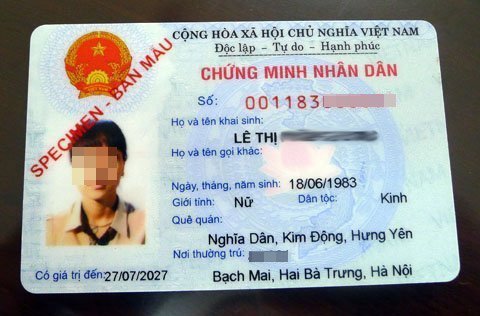 CỘNG HÒA XÃ HỘI CHỦ NGHĨA VIỆT NAM
Độc lập - Tự do - Hạnh phúc
CHỨNG MINH NHÂN DÂN
SPECIMEN - BẢN MẪU
Số: 001183
Họ và tên khai sinh:
LÊ THỊ
Họ và tên gọi khác:
Ngày, tháng, năm sinh: 18/06/1983
Giới tính: Nữ Dân tộc: Kinh
Quê quán:
Nghĩa Dân, Kim Động, Hưng Yên
Nơi thường trú:
Bạch Mai, Hai Bà Trưng, Hà Nội
Có giá trị đến: 27/07/2027